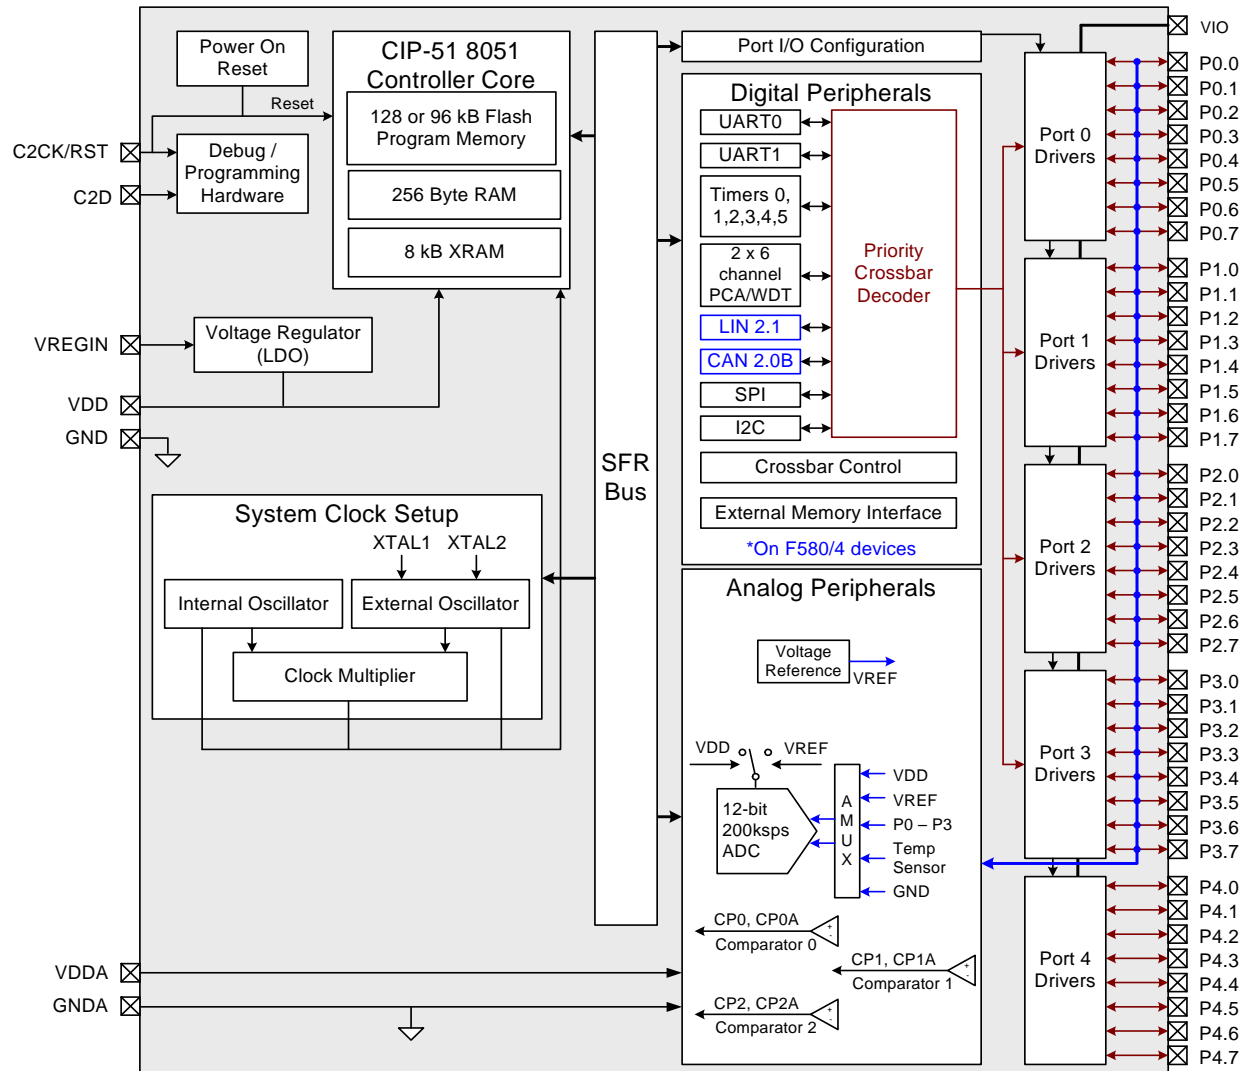 Power On
Reset
Reset
C2CK/RST
C2D
Debug /
Programming
Hardware
CIP-51 8051
Controller Core
128 or 96 kB Flash
Program Memory
256 Byte RAM
8 kB XRAM
VREGIN
Voltage Regulator
(LDO)
VDD
GND
System Clock Setup
XTAL1
XTAL2
Internal Oscillator
External Oscillator
Clock Multiplier
VDDA
GNDA
SFR
Bus
Port I/O Configuration
Digital Peripherals
UART0
UART1
Timers 0,
1,2,3,4,5
2 x 6
channel
PCA/WDT
LIN 2.1
CAN 2.0B
SPI
I2C
Priority
Crossbar
Decoder
Crossbar Control
External Memory Interface
*On F580/4 devices
Analog Peripherals
Voltage
Reference
VREF
VDD
VREF
12-bit
200ksps
ADC
A
M
U
X
VDD
VREF
P0 – P3
Temp
Sensor
GND
CP0, CP0A
+
-
Comparator 0
CP1, CP1A
+
-
Comparator 1
CP2, CP2A
+
-
Comparator 2
Port 0
Drivers
Port 1
Drivers
Port 2
Drivers
Port 3
Drivers
Port 4
Drivers
VIO
P0.0
P0.1
P0.2
P0.3
P0.4
P0.5
P0.6
P0.7
P1.0
P1.1
P1.2
P1.3
P1.4
P1.5
P1.6
P1.7
P2.0
P2.1
P2.2
P2.3
P2.4
P2.5
P2.6
P2.7
P3.0
P3.1
P3.2
P3.3
P3.4
P3.5
P3.6
P3.7
P4.0
P4.1
P4.2
P4.3
P4.4
P4.5
P4.6
P4.7